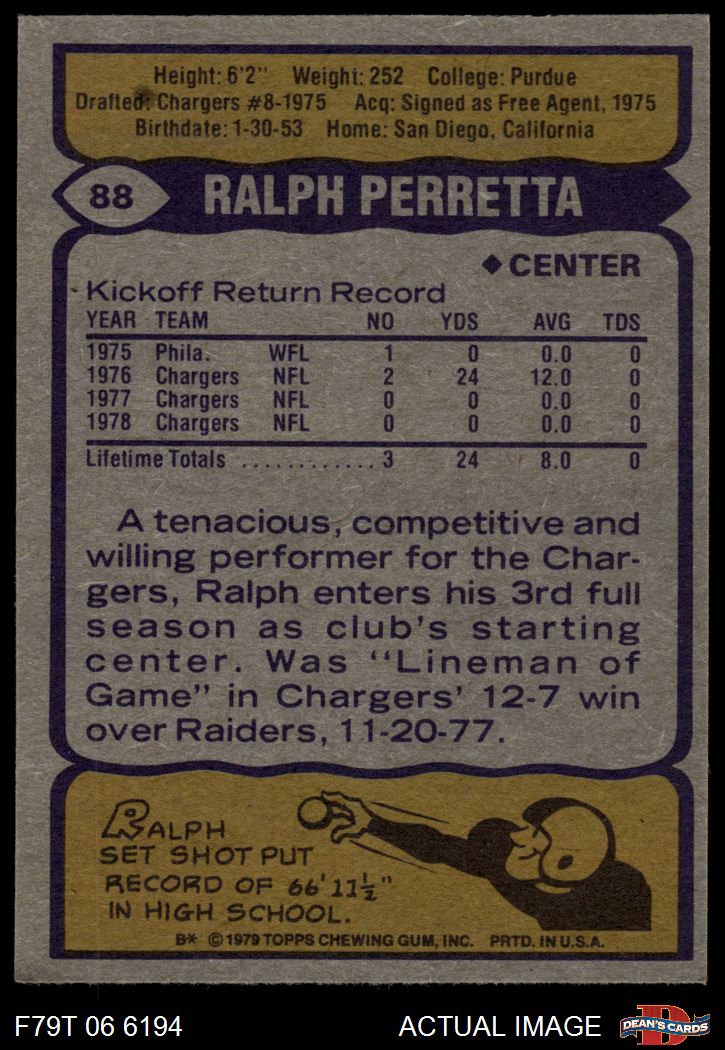 Height: 6'2" Weight: 252 College: Purdue
Drafted: Chargers #8-1975 Acq: Signed as Free Agent, 1975
Birthdate: 1-30-53 Home: San Diego, California
88 RALPH PERRETTA
◆ CENTER
Kickoff Return Record
YEAR TEAM NO YDS AVG TDS
1975 Phila. WFL 1 0 0.0 0
1976 Chargers NFL 2 24 12.0 0
1977 Chargers NFL 0 0 0.0 0
1978 Chargers NFL 0 0 0.0 0
Lifetime Totals ............ 3 24 8.0 0
A tenacious, competitive and
willing performer for the Char-
gers, Ralph enters his 3rd full
season as club's starting
center. Was "Lineman of
Game" in Chargers' 12-7 win
over Raiders, 11-20-77.
RALPH
SET SHOT PUT
RECORD OF 66'11½"
IN HIGH SCHOOL.
B* © 1979 TOPPS CHEWING GUM, INC. PRTD. IN U.S.A.
F79T 06 6194 ACTUAL IMAGE D DEAN'S CARDS